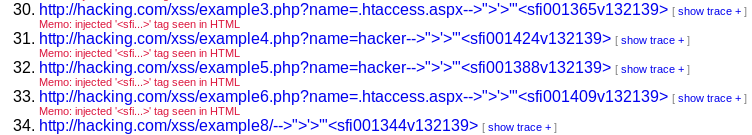 30. http://hacking.com/xss/example3.php?name=.htaccess.aspx-->">'>'"<sfi001365v132139> [ show trace + ]
Memo: injected '<sfi...>' tag seen in HTML
31. http://hacking.com/xss/example4.php?name=hacker-->">'>'"<sfi001424v132139> [ show trace + ]
Memo: injected '<sfi...>' tag seen in HTML
32. http://hacking.com/xss/example5.php?name=hacker-->">'>'"<sfi001388v132139> [ show trace + ]
Memo: injected '<sfi...>' tag seen in HTML
33. http://hacking.com/xss/example6.php?name=.htaccess.aspx-->">'>'"<sfi001409v132139> [ show trace + ]
Memo: injected '<sfi...>' tag seen in HTML
34. http://hacking.com/xss/example8/-->">'>'"<sfi001344v132139> [ show trace + ]